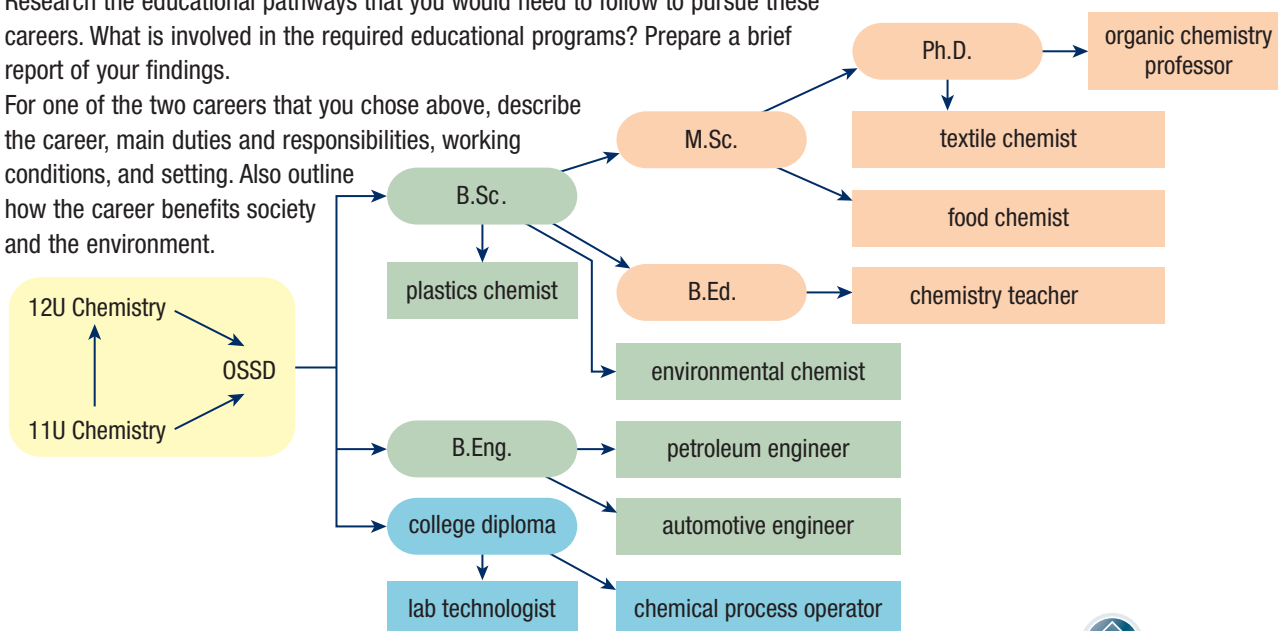 Research the educational pathways that you would need to follow to pursue these
careers. What is involved in the required educational programs? Prepare a brief
report of your findings.
For one of the two careers that you chose above, describe
the career, main duties and responsibilities, working
conditions, and setting. Also outline
how the career benefits society
and the environment.
12U Chemistry
OSSD
11U Chemistry
B.Sc.
plastics chemist
M.Sc.
Ph.D.
organic chemistry
professor
textile chemist
food chemist
B.Ed.
chemistry teacher
environmental chemist
B.Eng.
petroleum engineer
automotive engineer
college diploma
lab technologist
chemical process operator